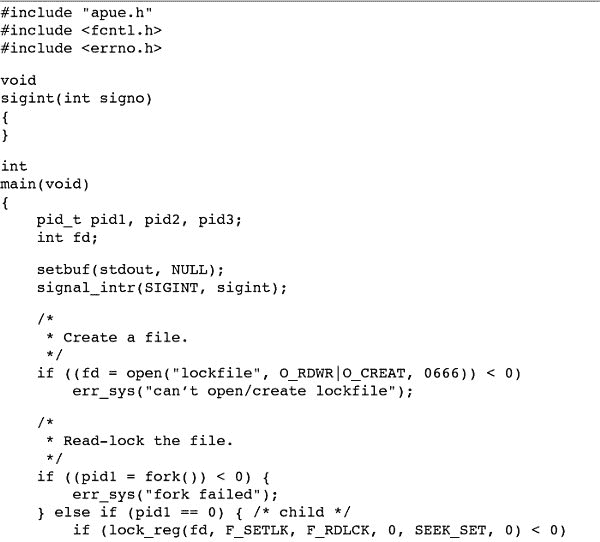 #include "apue.h"
#include <fcntl.h>
#include <errno.h>
void
sigint(int signo)
{
}
int
main(void)
{
    pid_t pid1, pid2, pid3;
    int fd;
    setbuf(stdout, NULL);
    signal_intr(SIGINT, sigint);
    /*
     * Create a file.
     */
    if ((fd = open("lockfile", O_RDWR|O_CREAT, 0666)) < 0)
        err_sys("can’t open/create lockfile");
    /*
     * Read-lock the file.
     */
    if ((pid1 = fork()) < 0) {
        err_sys("fork failed");
    } else if (pid1 == 0) { /* child */
        if (lock_reg(fd, F_SETLK, F_RDLCK, 0, SEEK_SET, 0) < 0)